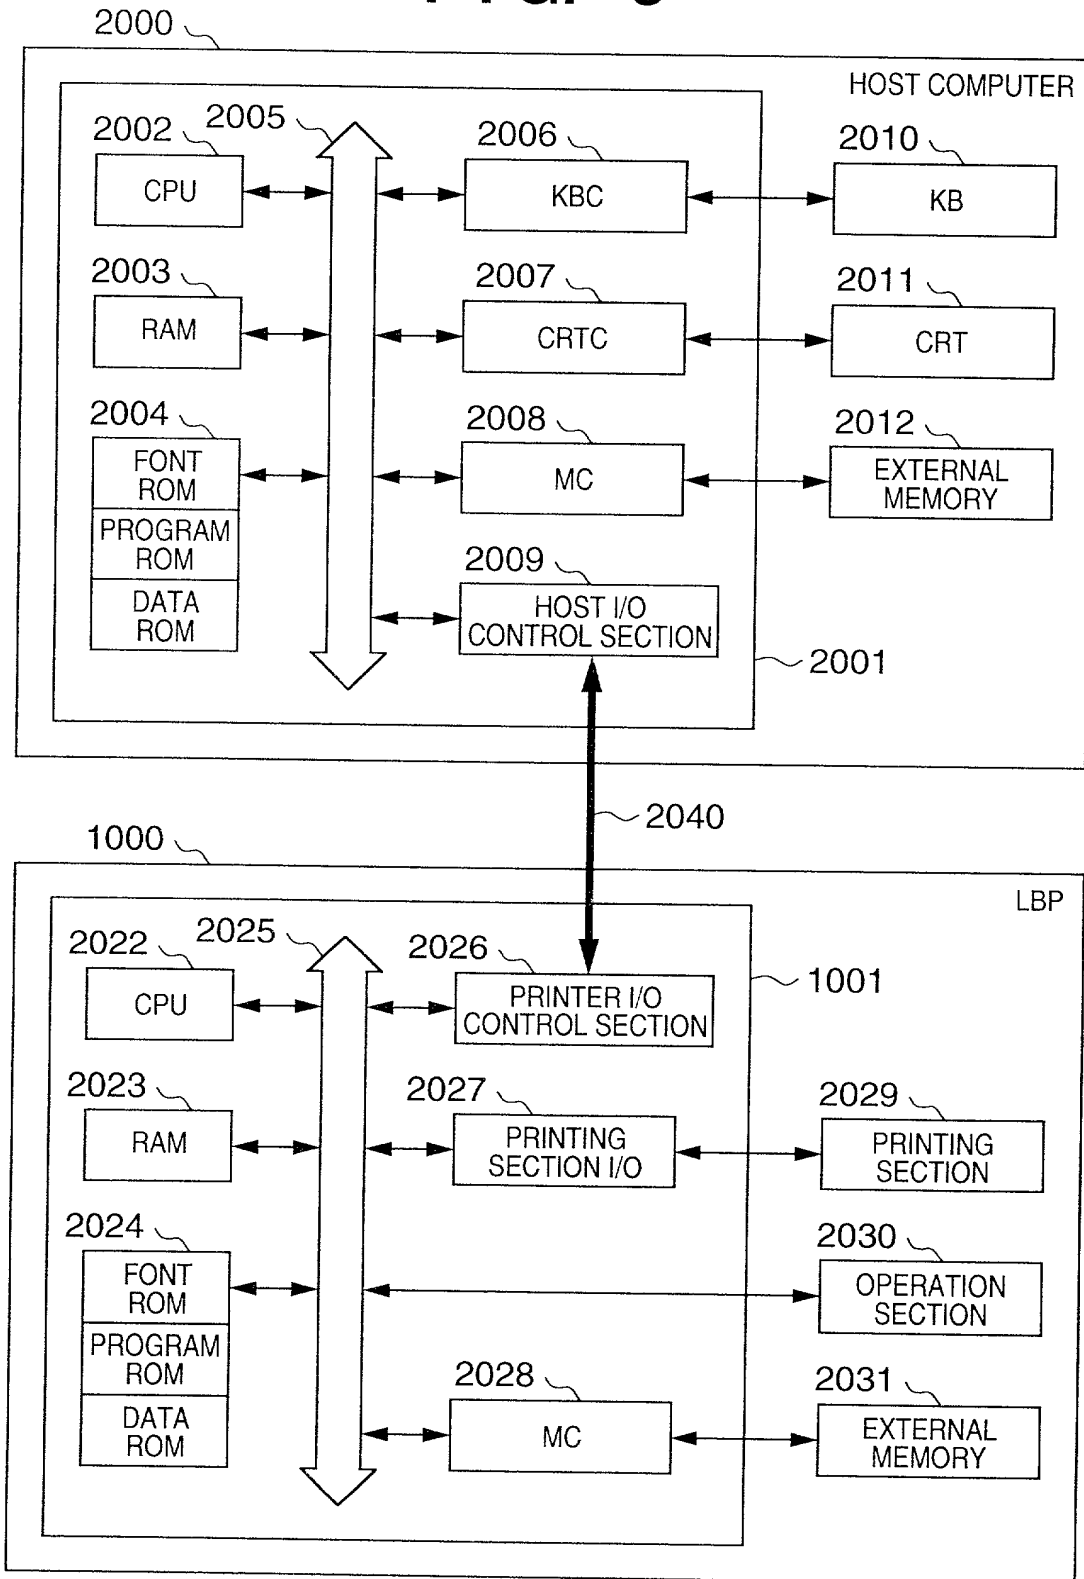 2000
HOST COMPUTER
2002
2005
2006
2010
CPU
KBC
KB
2003
2007
2011
RAM
CRTC
CRT
2004
2008
2012
FONT
ROM
MC
EXTERNAL
MEMORY
PROGRAM
ROM
2009
DATA
ROM
HOST I/O
CONTROL SECTION
2001
2040
1000
LBP
2022
2025
2026
1001
CPU
PRINTER I/O
CONTROL SECTION
2023
2027
2029
RAM
PRINTING
SECTION I/O
PRINTING
SECTION
2024
2030
FONT
ROM
OPERATION
SECTION
PROGRAM
ROM
2028
2031
DATA
ROM
MC
EXTERNAL
MEMORY